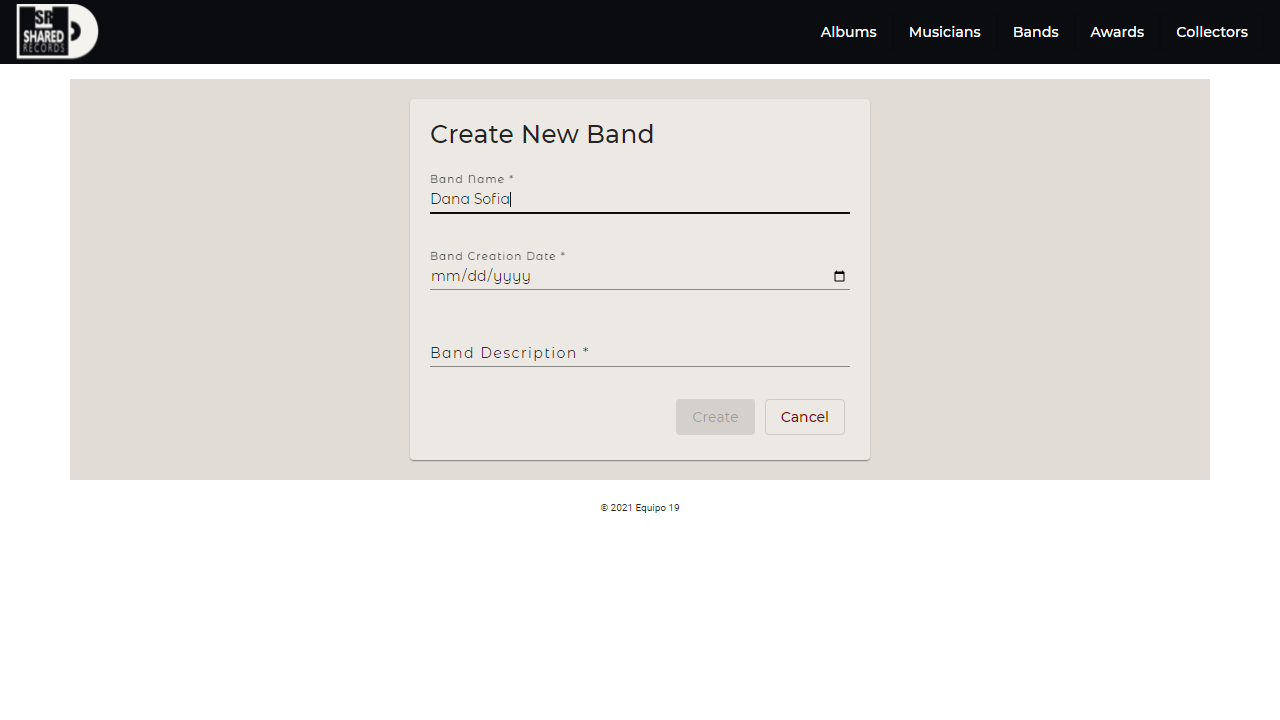 SR
SHARED
RECORDS
Albums
Musicians
Bands
Awards
Collectors
Create New Band
Band Name *
Dana Sofia
Band Creation Date *
mm/dd/yyyy
Band Description *
Create
Cancel
© 2021 Equipo 19